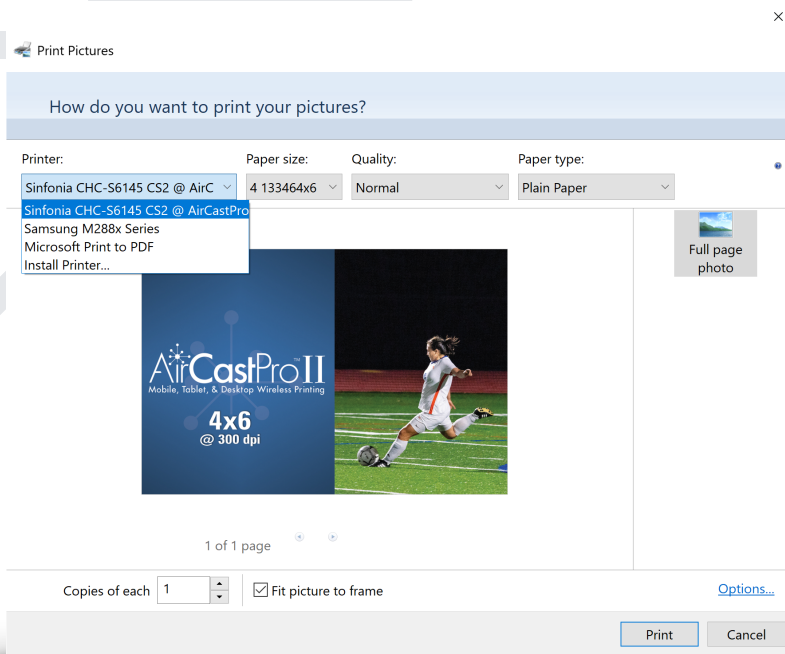 Print Pictures
How do you want to print your pictures?
Printer:
Paper size:
Quality:
Paper type:
Sinfonia CHC-S6145 CS2 @ AirC
4 133464x6
Normal
Plain Paper
Sinfonia CHC-S6145 CS2 @ AirCastPro
Samsung M288x Series
Microsoft Print to PDF
Install Printer...
Full page
photo
AirCastPro™ II
Mobile, Tablet, & Desktop Wireless Printing
4x6
@ 300 dpi
1 of 1 page
Copies of each
1
Fit picture to frame
Options...
Print
Cancel